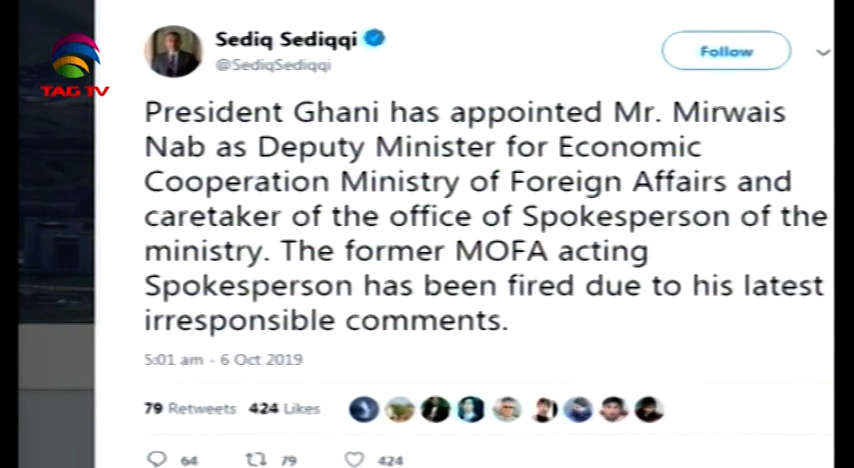 TAG TV
Sediq Sediqqi
@SediqSediqqi
Follow
President Ghani has appointed Mr. Mirwais
Nab as Deputy Minister for Economic
Cooperation Ministry of Foreign Affairs and
caretaker of the office of Spokesperson of the
ministry. The former MOFA acting
Spokesperson has been fired due to his latest
irresponsible comments.
5:01 am - 6 Oct 2019
79 Retweets 424 Likes
64 79 424